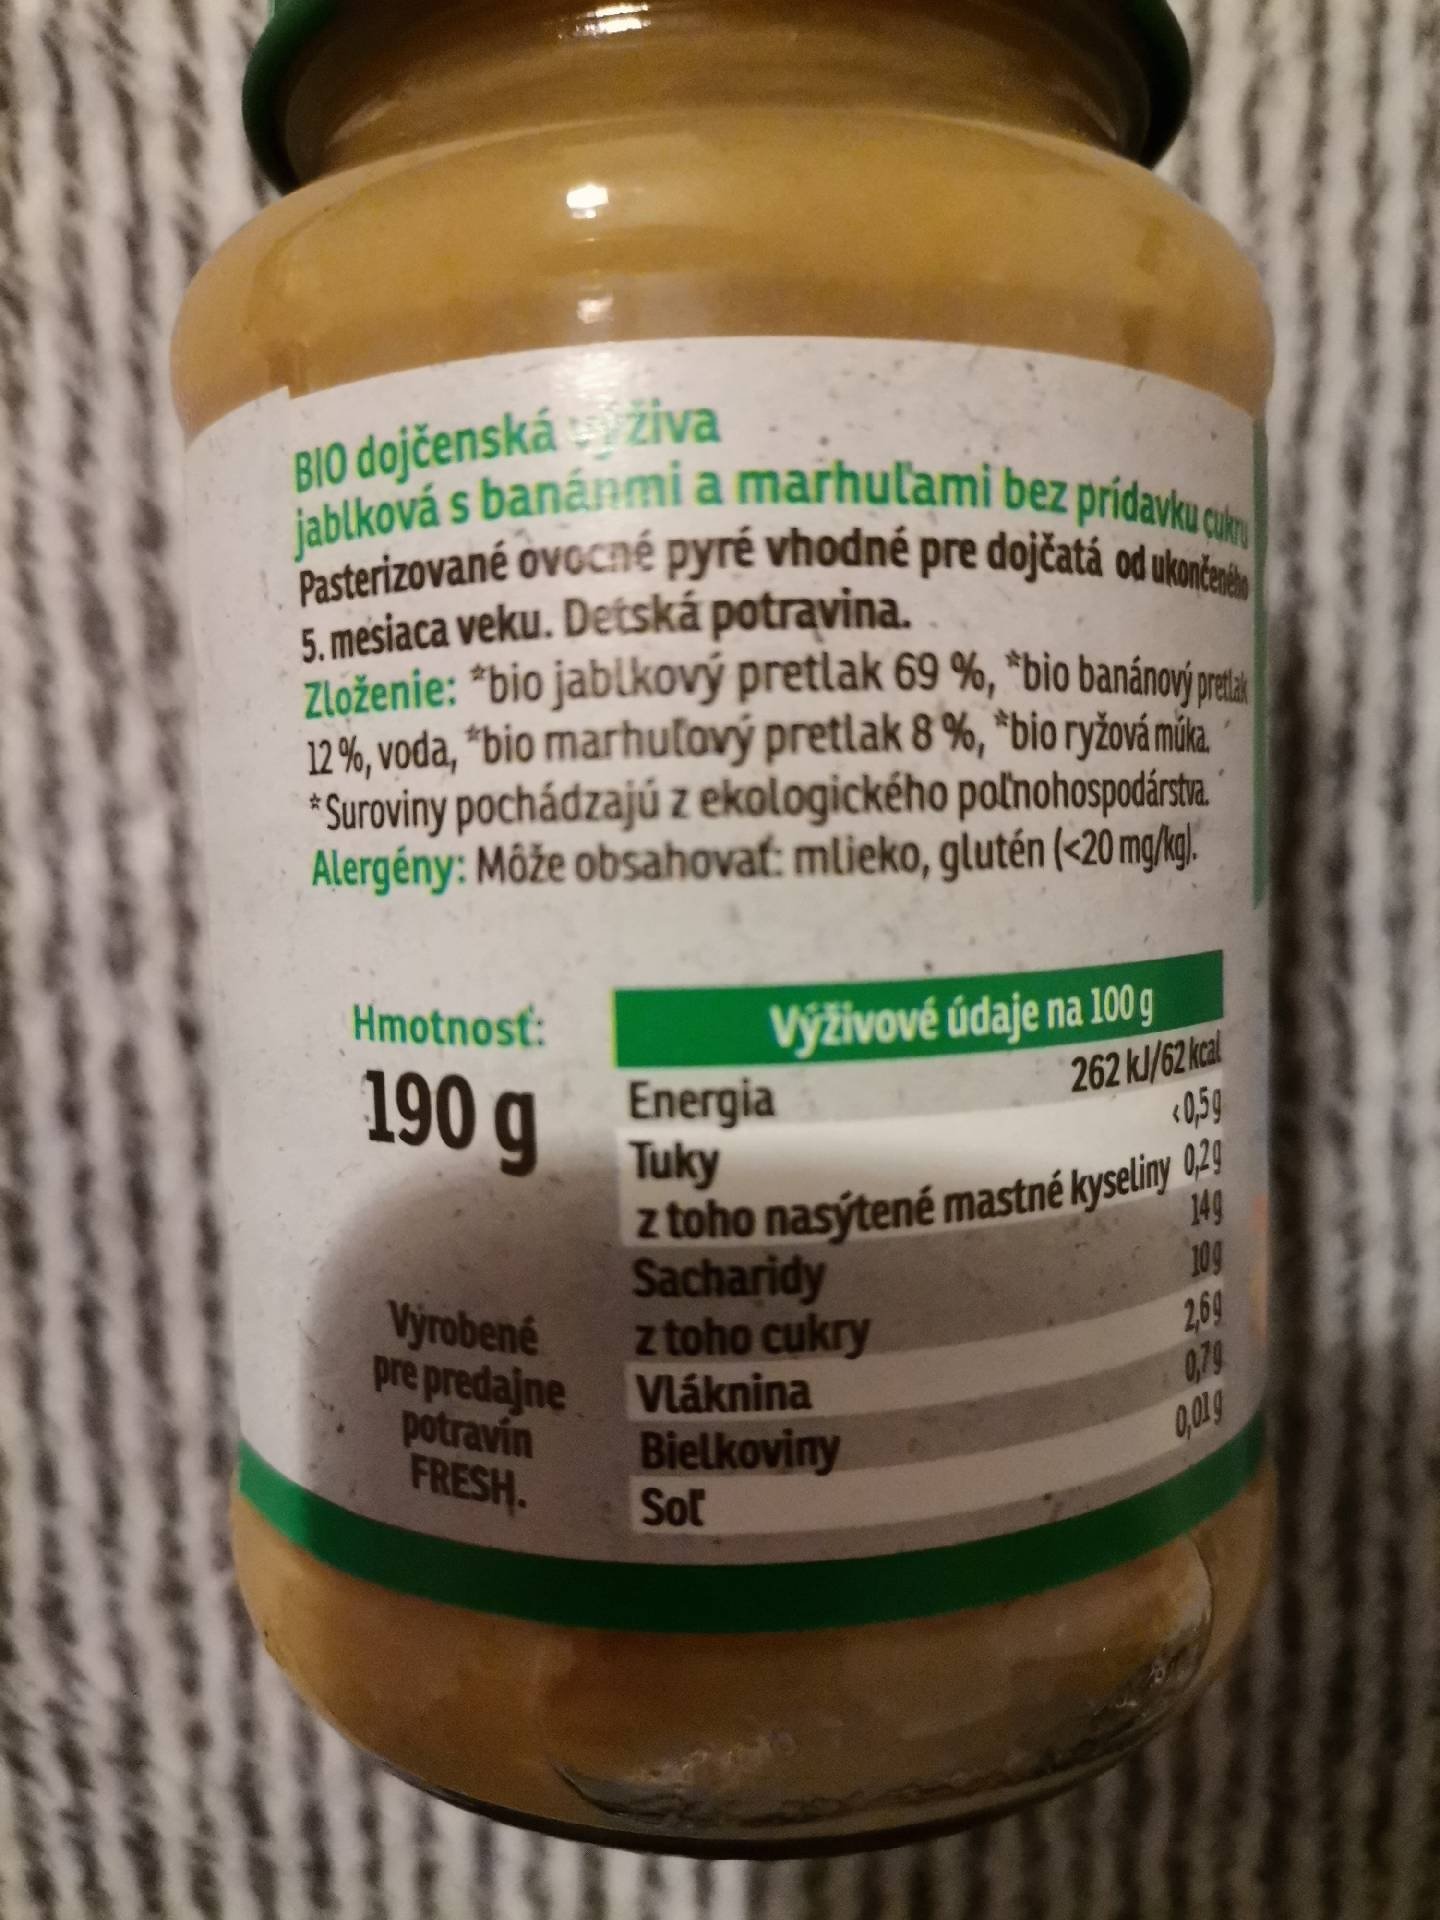 BIO dojčenská výživa
jablková s banánmi a marhuľami bez prídavku cukru
Pasterizované ovocné pyré vhodné pre dojčatá od ukončeného
5. mesiaca veku. Detská potravina.
Zloženie: *bio jablkový pretlak 69 %, *bio banánový pretlak
12 %, voda, *bio marhuľový pretlak 8 %, *bio ryžová múka.
*Suroviny pochádzajú z ekologického poľnohospodárstva.
Alergény: Môže obsahovať: mlieko, glutén (<20 mg/kg).
Hmotnosť:
190 g
Vyrobené
pre predajne
potravín
FRESH.
Výživové údaje na 100 g
Energia 262 kJ/62 kcal
Tuky <0,5 g
z toho nasýtené mastné kyseliny 0,2 g
Sacharidy 14 g
z toho cukry 10 g
Vláknina 2,6 g
Bielkoviny 0,7 g
Soľ 0,01 g